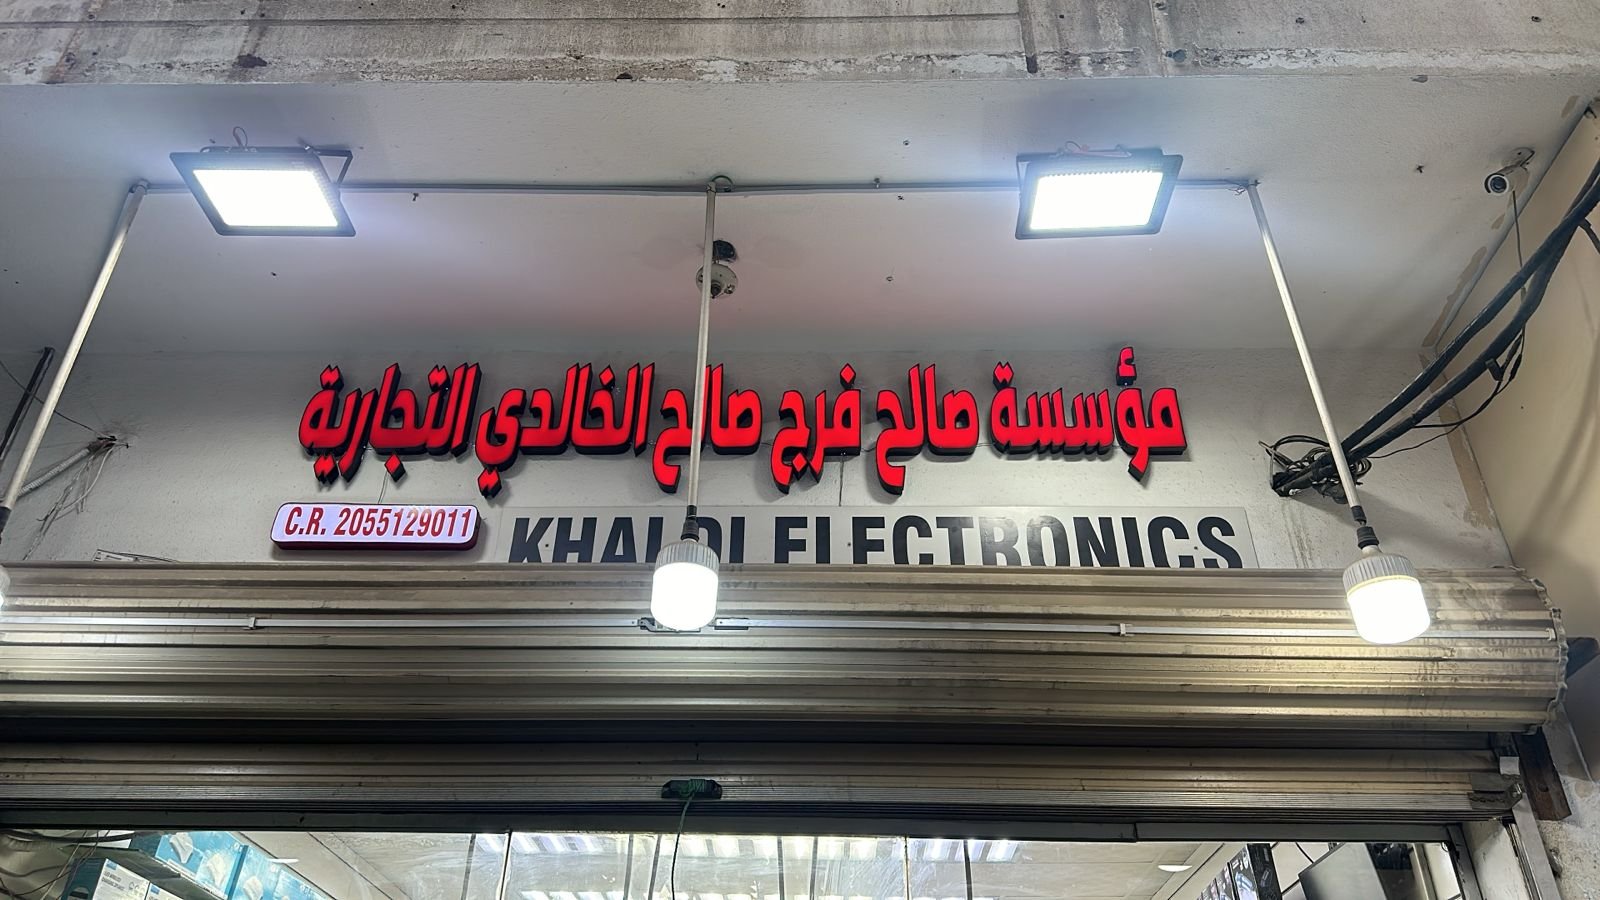 مؤسسة صالح فرج صالح الخالدي التجارية
C.R. 2055129011
KHALDI ELECTRONICS